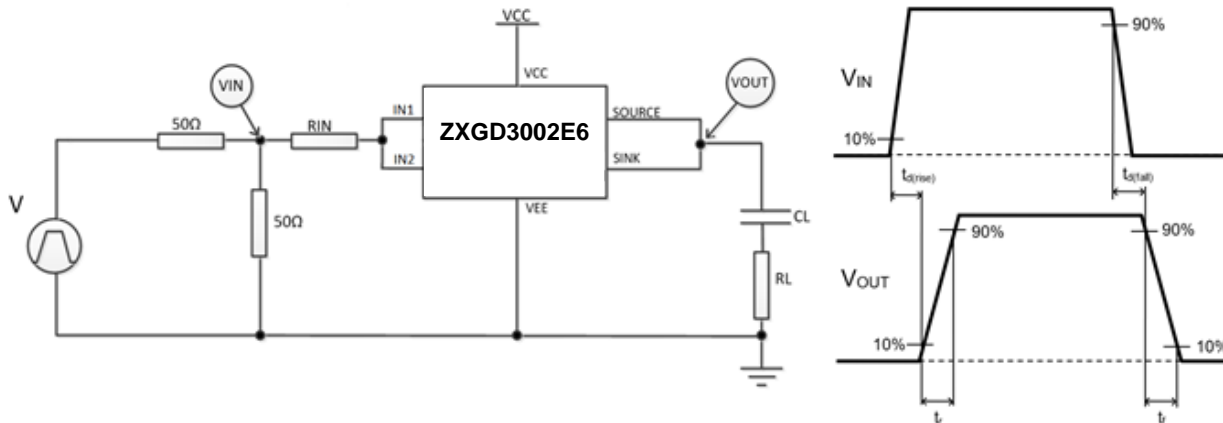 VCC
VCC
VIN
VOUT
50Ω
RIN
IN1
IN2
ZXGD3002E6
SOURCE
SINK
VEE
V
50Ω
CL
RL
90%
VIN
10%
td(rise)
td(fall)
90%
90%
VOUT
10%
10%
tr
tf